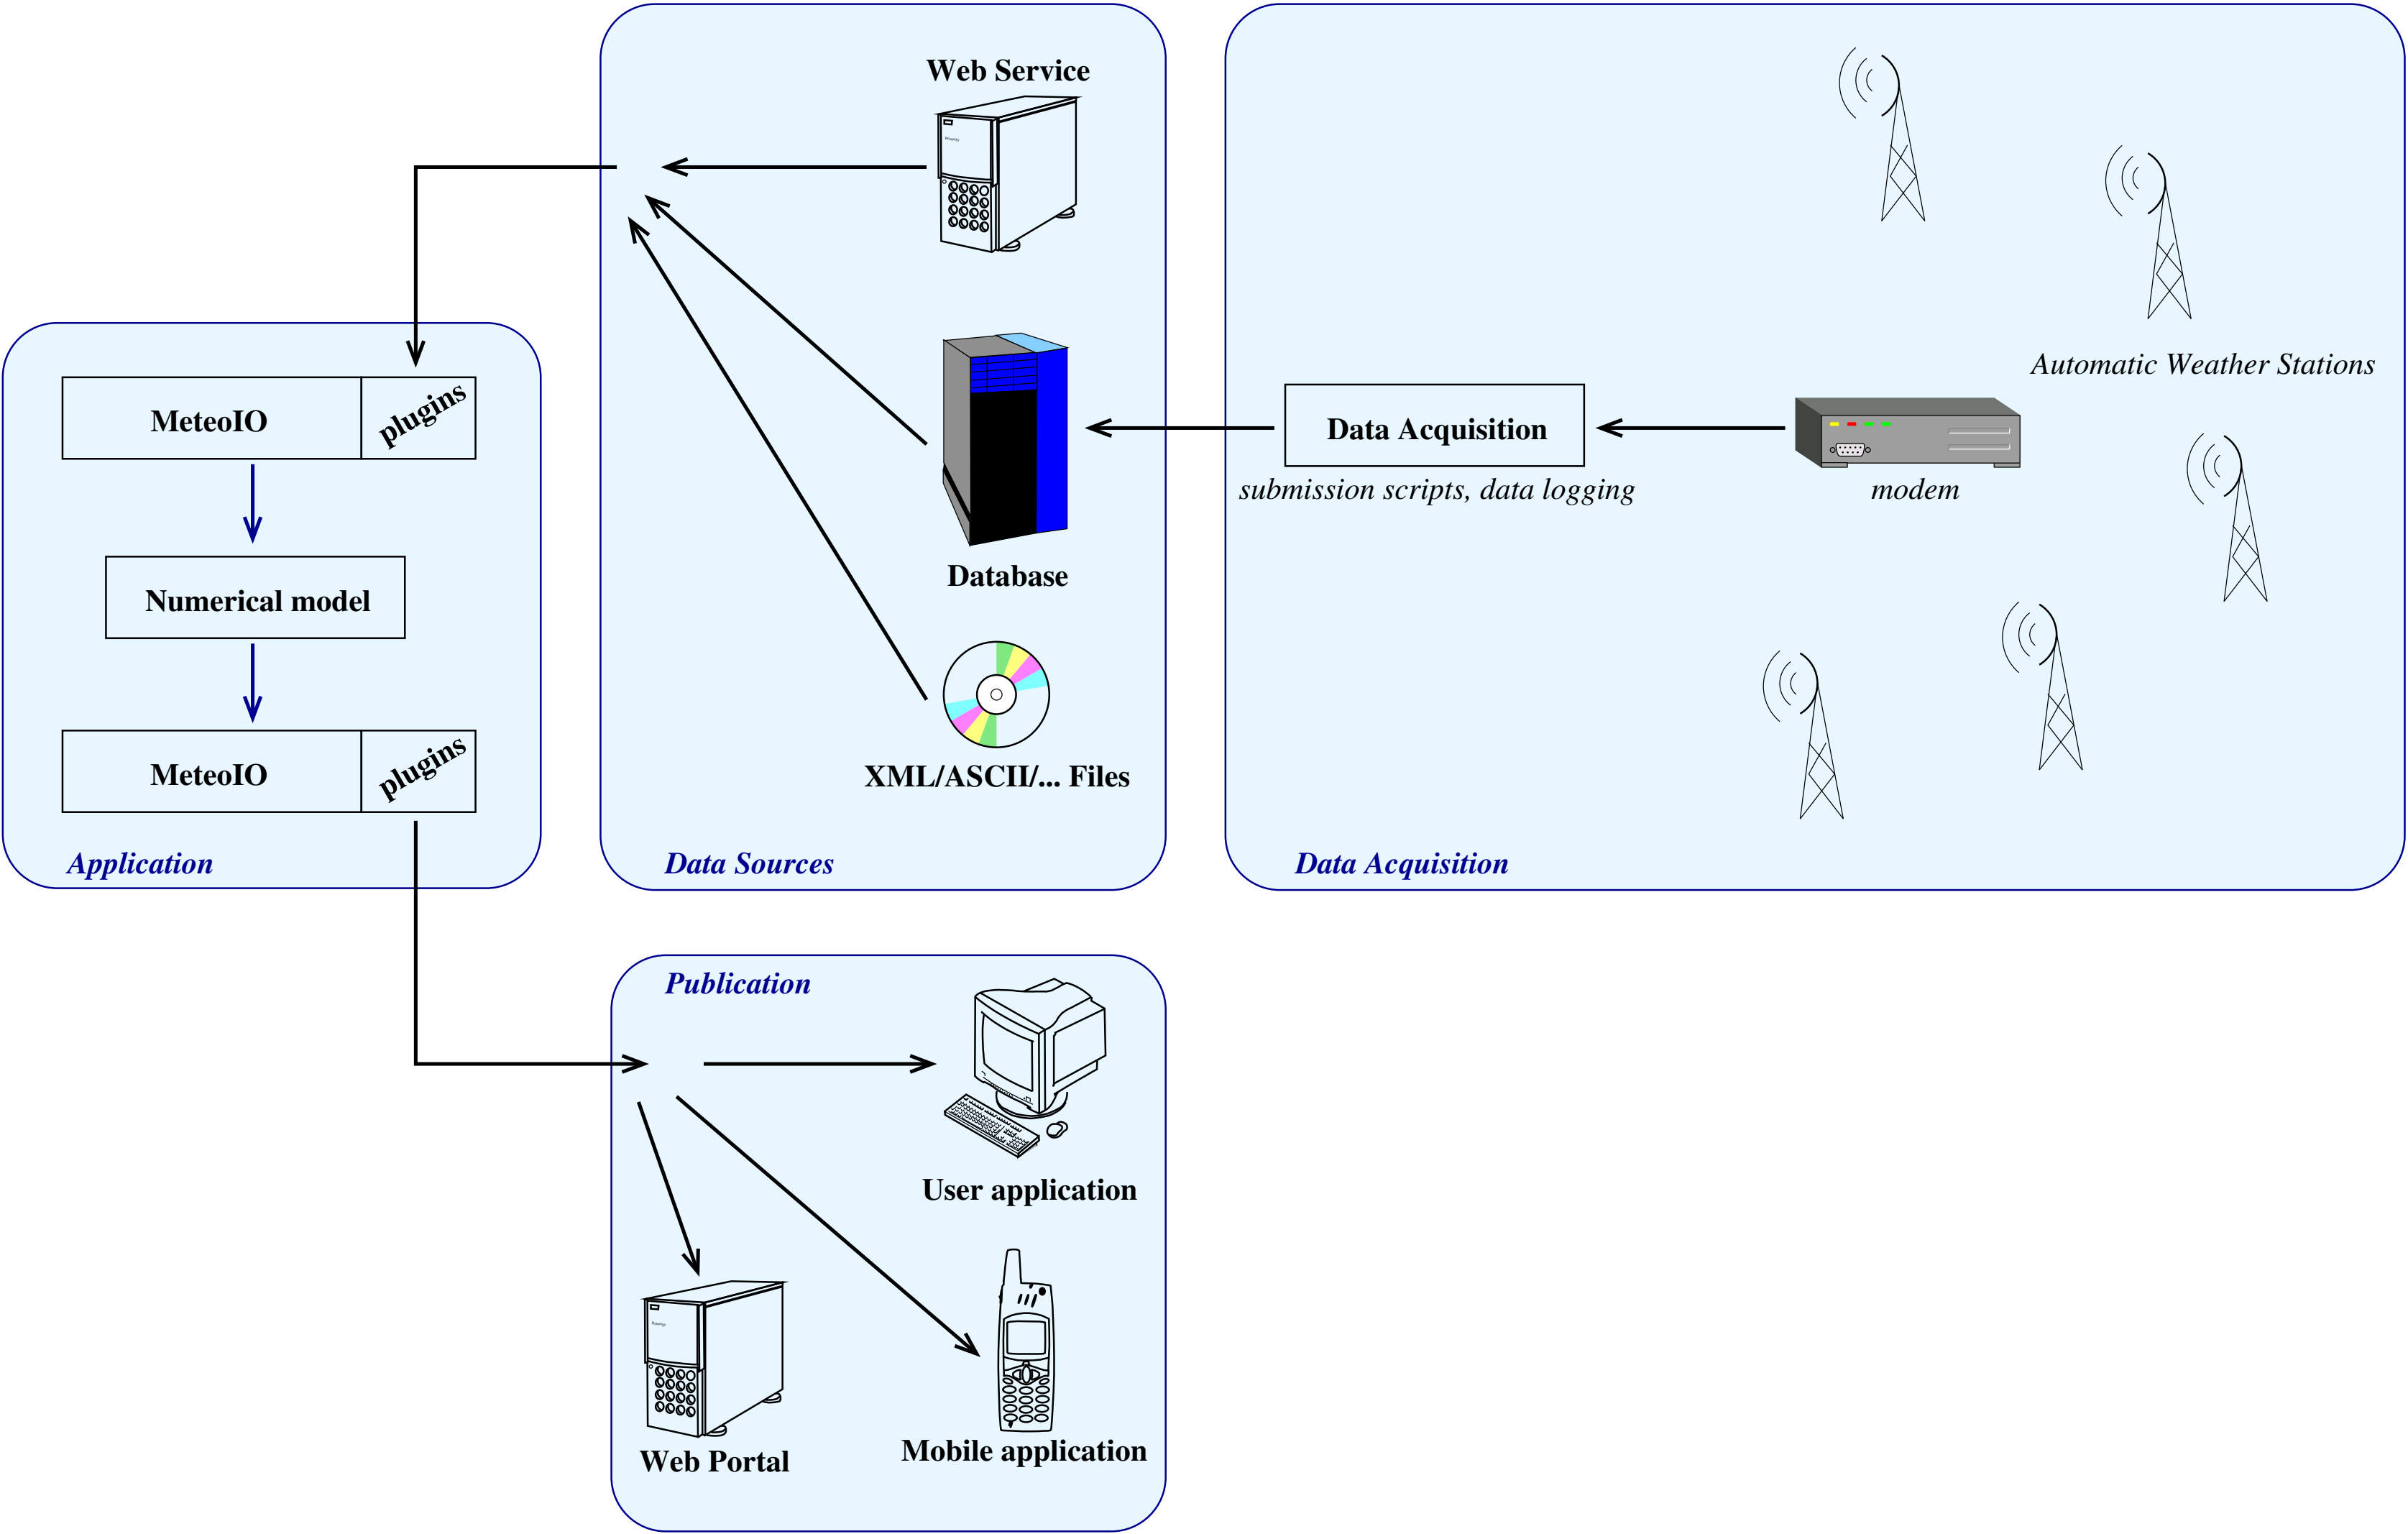 Web Service
Automatic Weather Stations
MeteoIO
plugins
Data Acquisition
submission scripts, data logging
modem
Database
Numerical model
MeteoIO
plugins
XML/ASCII/... Files
Application
Data Sources
Data Acquisition
Publication
User application
Mobile application
Web Portal